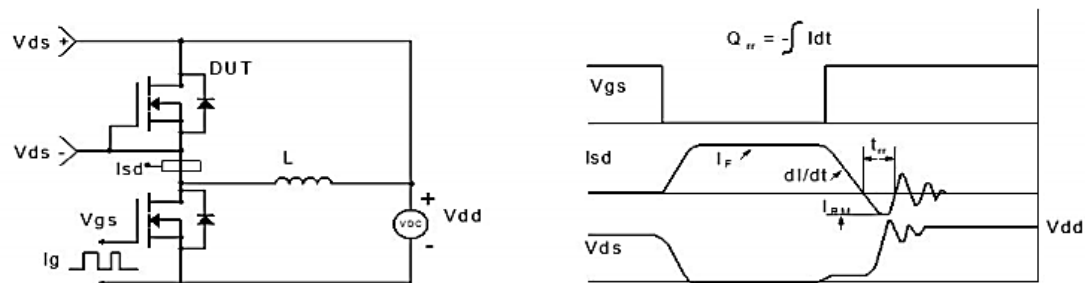 Vds +
DUT
Vds -
Isd
L
Vgs
+
VDC
-
Vdd
Ig
Q rr = -∫ Idt
Vgs
Isd
I F
dI/dt
t rr
I RM
Vdd
Vds